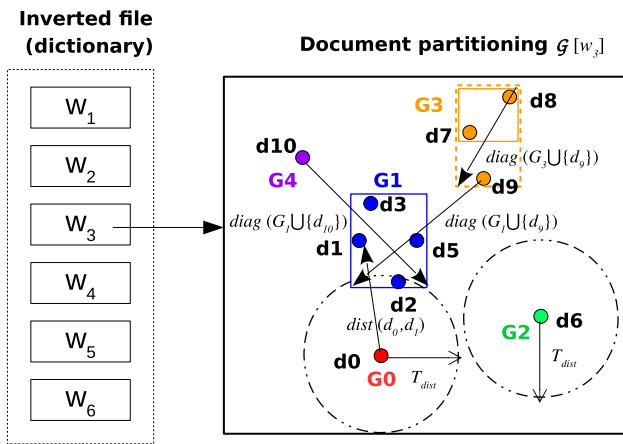 Inverted file
(dictionary)
W1
W2
W3
W4
W5
W6
Document partitioning 𝒢 [w3]
d8
G3
d7
d10
diag (G3⋃{d9})
G4
G1
d9
d3
diag (G1⋃{d10})
diag (G1⋃{d9})
d1
d5
d2
d6
dist (d0,d1)
G2
d0
Tdist
G0
Tdist